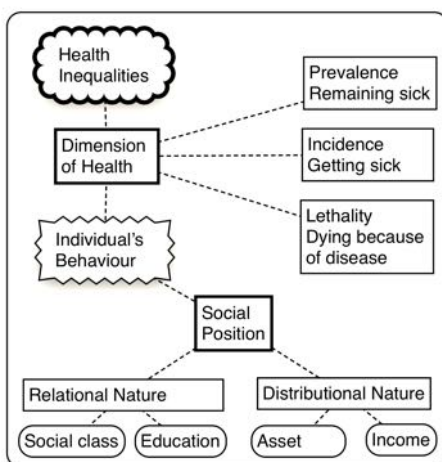 Health
Inequalities
Prevalence
Remaining sick
Dimension
of Health
Incidence
Getting sick
Lethality
Dying because
of disease
Individual's
Behaviour
Social
Position
Relational Nature
Distributional Nature
Social class
Education
Asset
Income